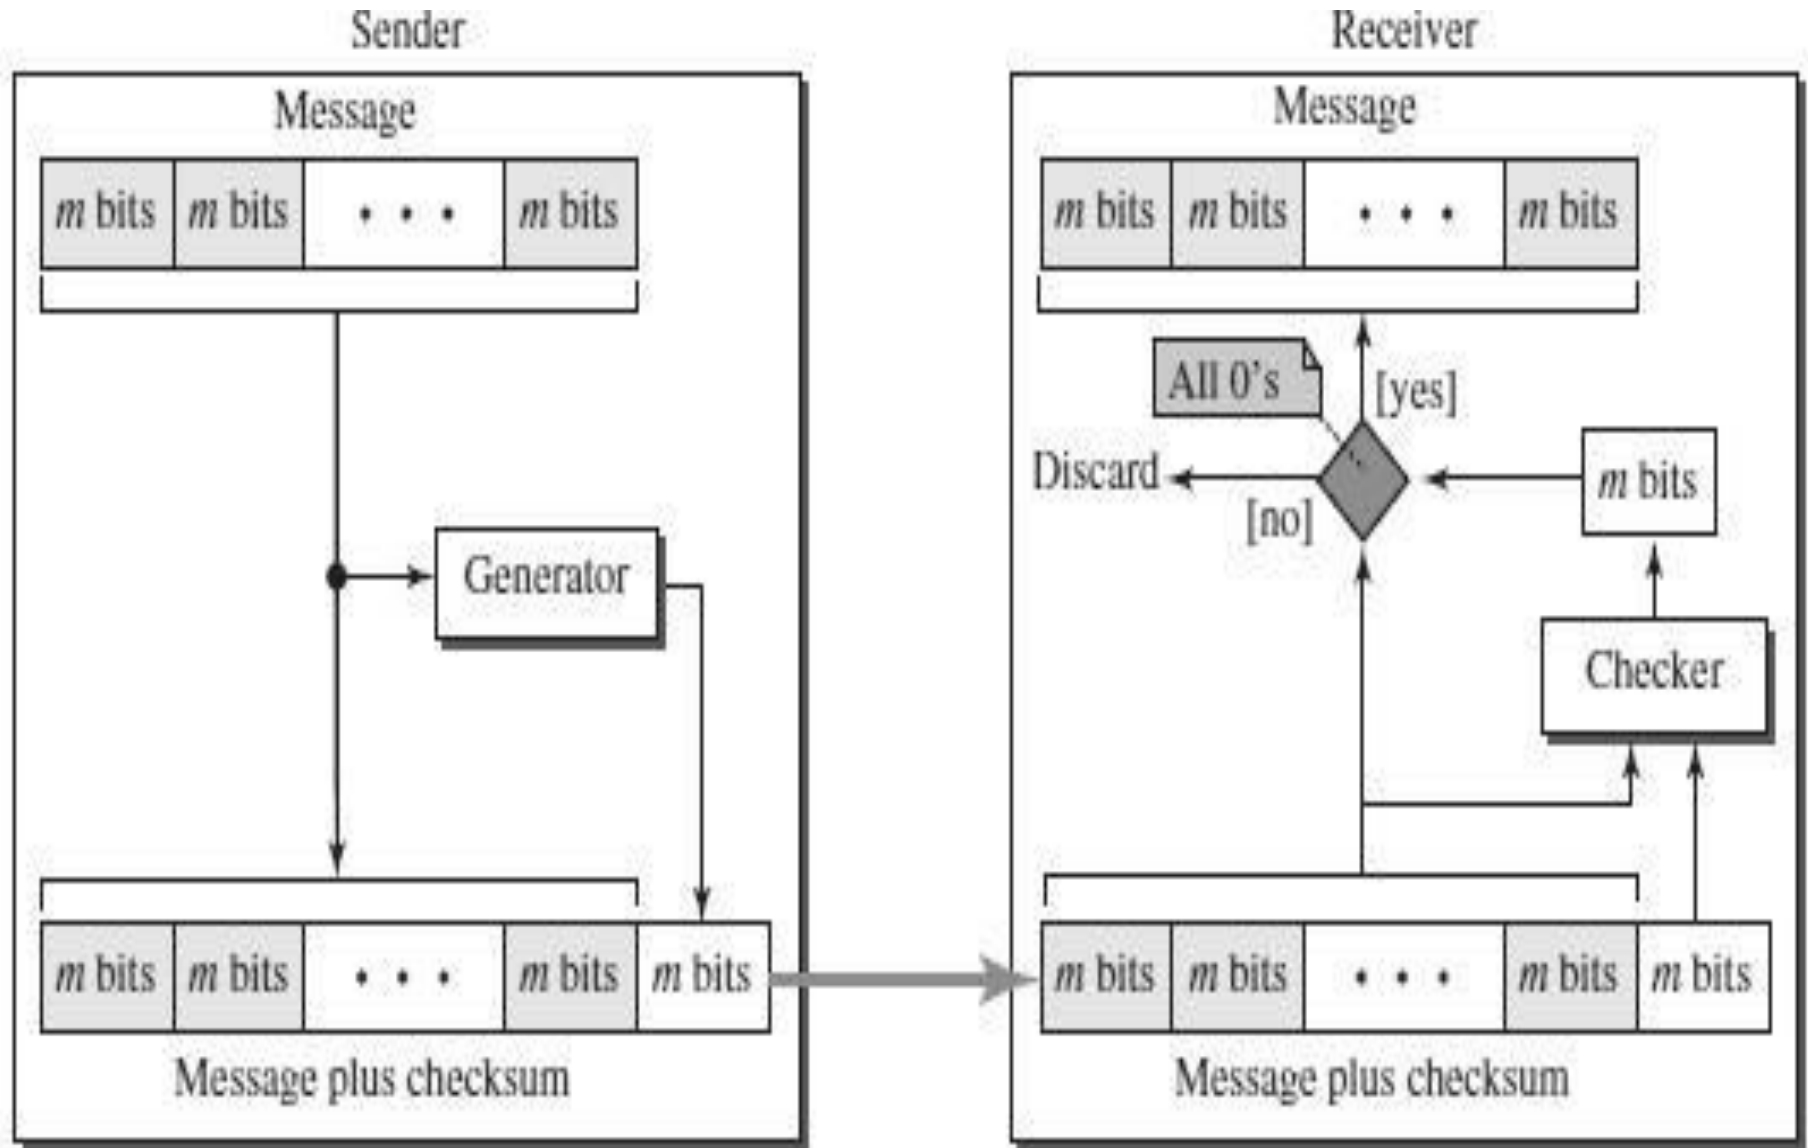 Sender
Message
m bits m bits • • • m bits
Generator
m bits m bits • • • m bits m bits
Message plus checksum
Receiver
Message
m bits m bits • • • m bits
All 0's
[yes]
Discard
[no]
m bits
Checker
m bits m bits • • • m bits m bits
Message plus checksum